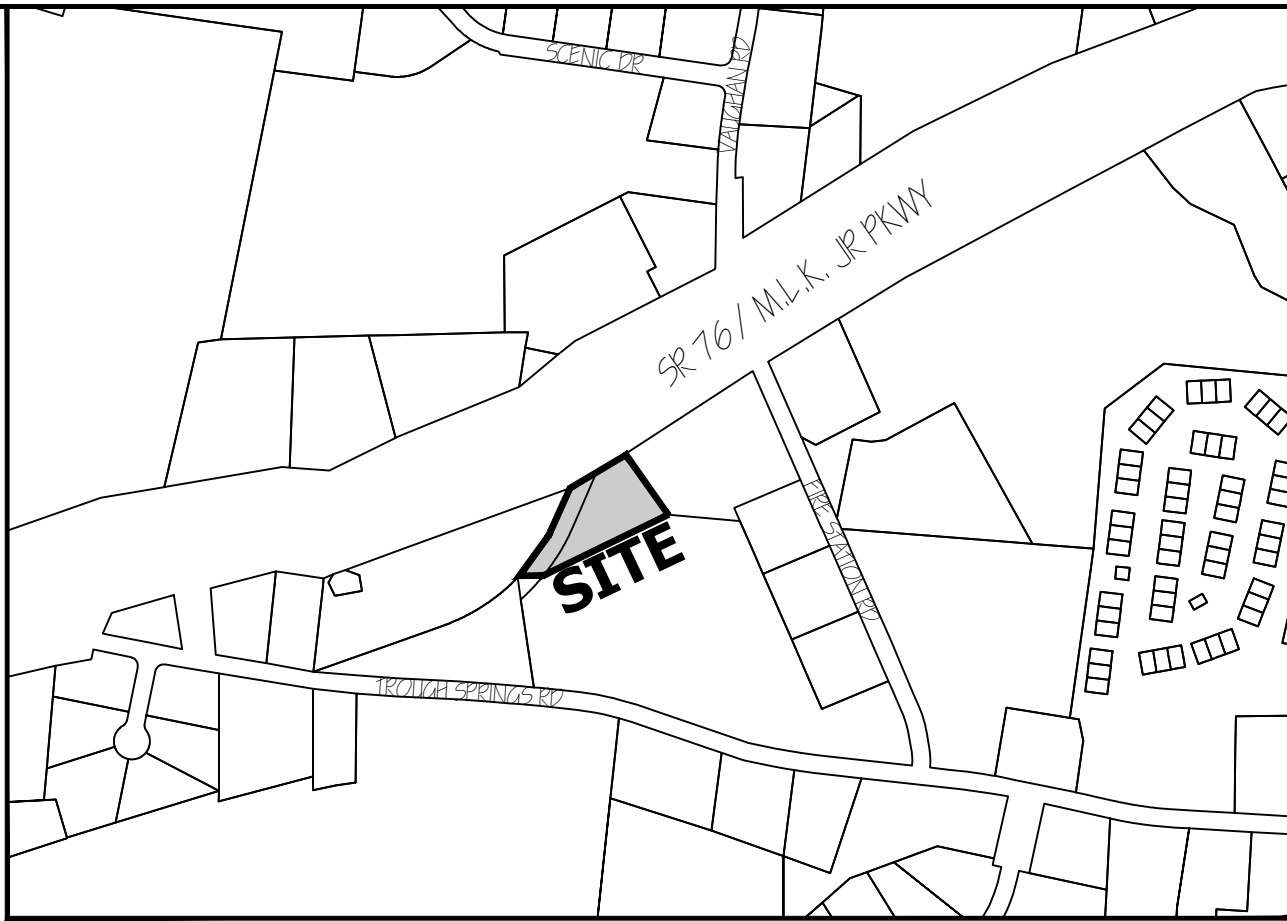 SCENIC DR
VAUGHAN RD
SR 76 / M.L.K. JR PKWY
SITE
FIRE STATION RD
TROUGH SPRINGS RD